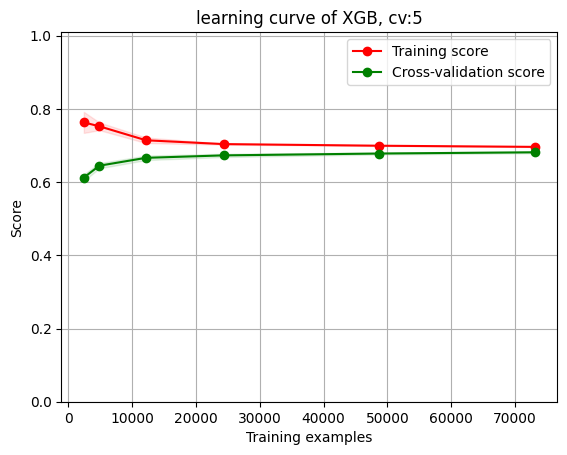 learning curve of XGB, cv:5
1.0
0.8
0.6
0.4
0.2
0.0
Score
Training score
Cross-validation score
0 10000 20000 30000 40000 50000 60000 70000
Training examples